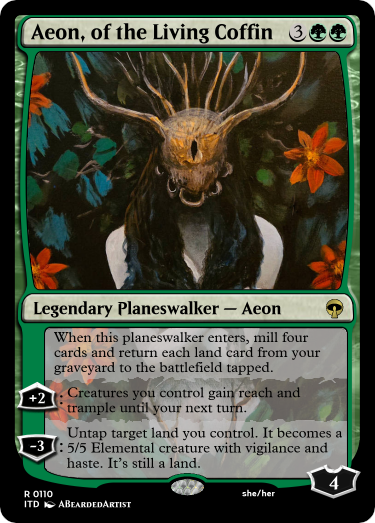 Aeon, of the Living Coffin 3
Legendary Planeswalker — Aeon
When this planeswalker enters, mill four
cards and return each land card from your
graveyard to the battlefield tapped.
+2: Creatures you control gain reach and
trample until your next turn.
-3: Untap target land you control. It becomes a
5/5 Elemental creature with vigilance and
haste. It's still a land.
4
R 0110
ITD ABeardedArtist
she/her